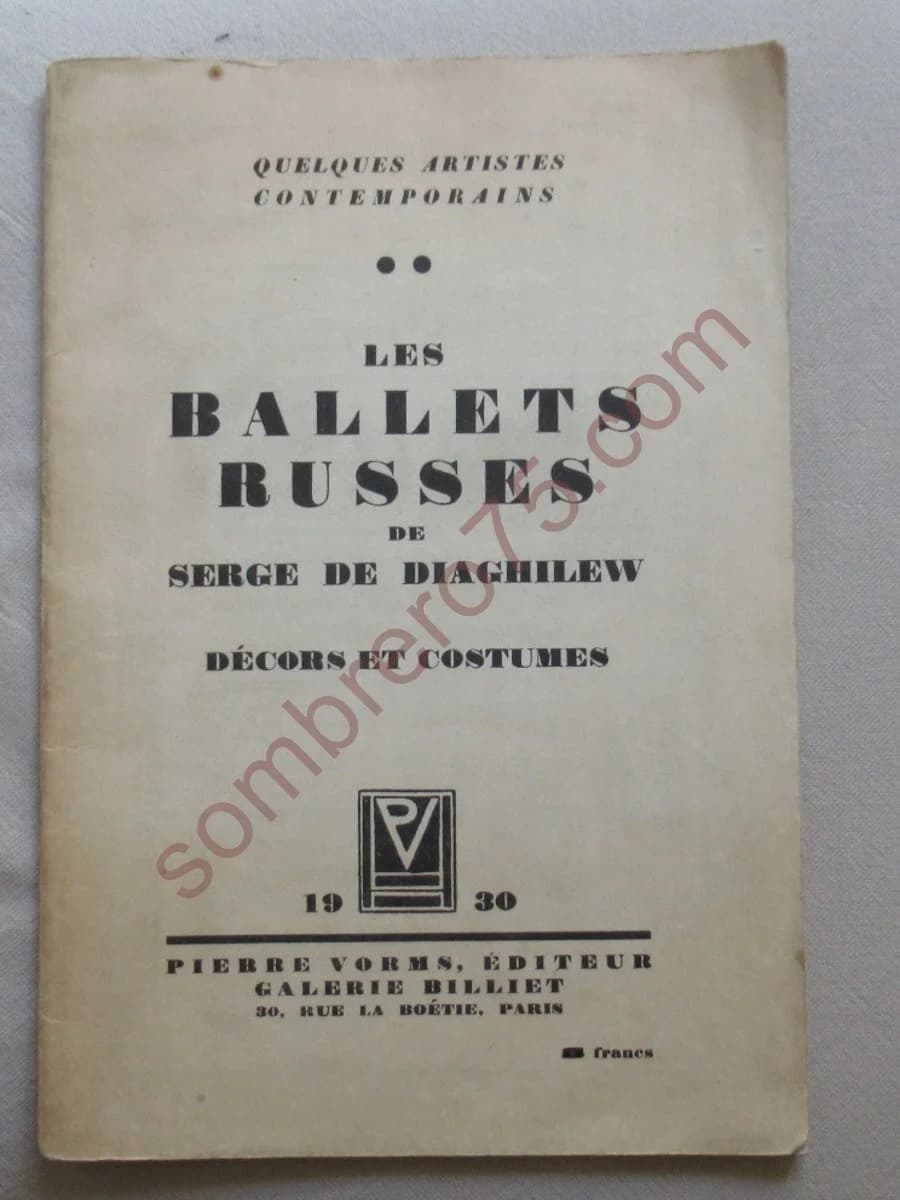 QUELQUES ARTISTES
CONTEMPORAINS
LES
BALLETS
RUSSES
DE
SERGE DE DIAGHILEW
DÉCORS ET COSTUMES
PV
19 30
PIERRE VORMS, ÉDITEUR
GALERIE BILLIET
30, RUE LA BOÉTIE, PARIS
francs
sombrero75.com